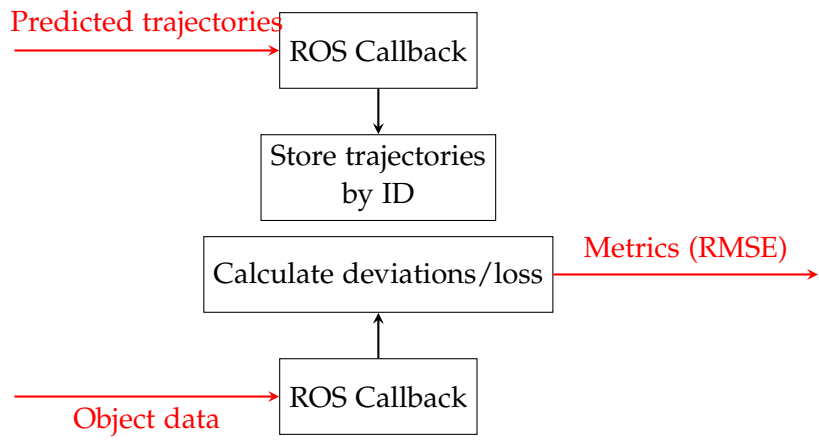 Predicted trajectories
ROS Callback
Store trajectories
by ID
Metrics (RMSE)
Calculate deviations/loss
ROS Callback
Object data